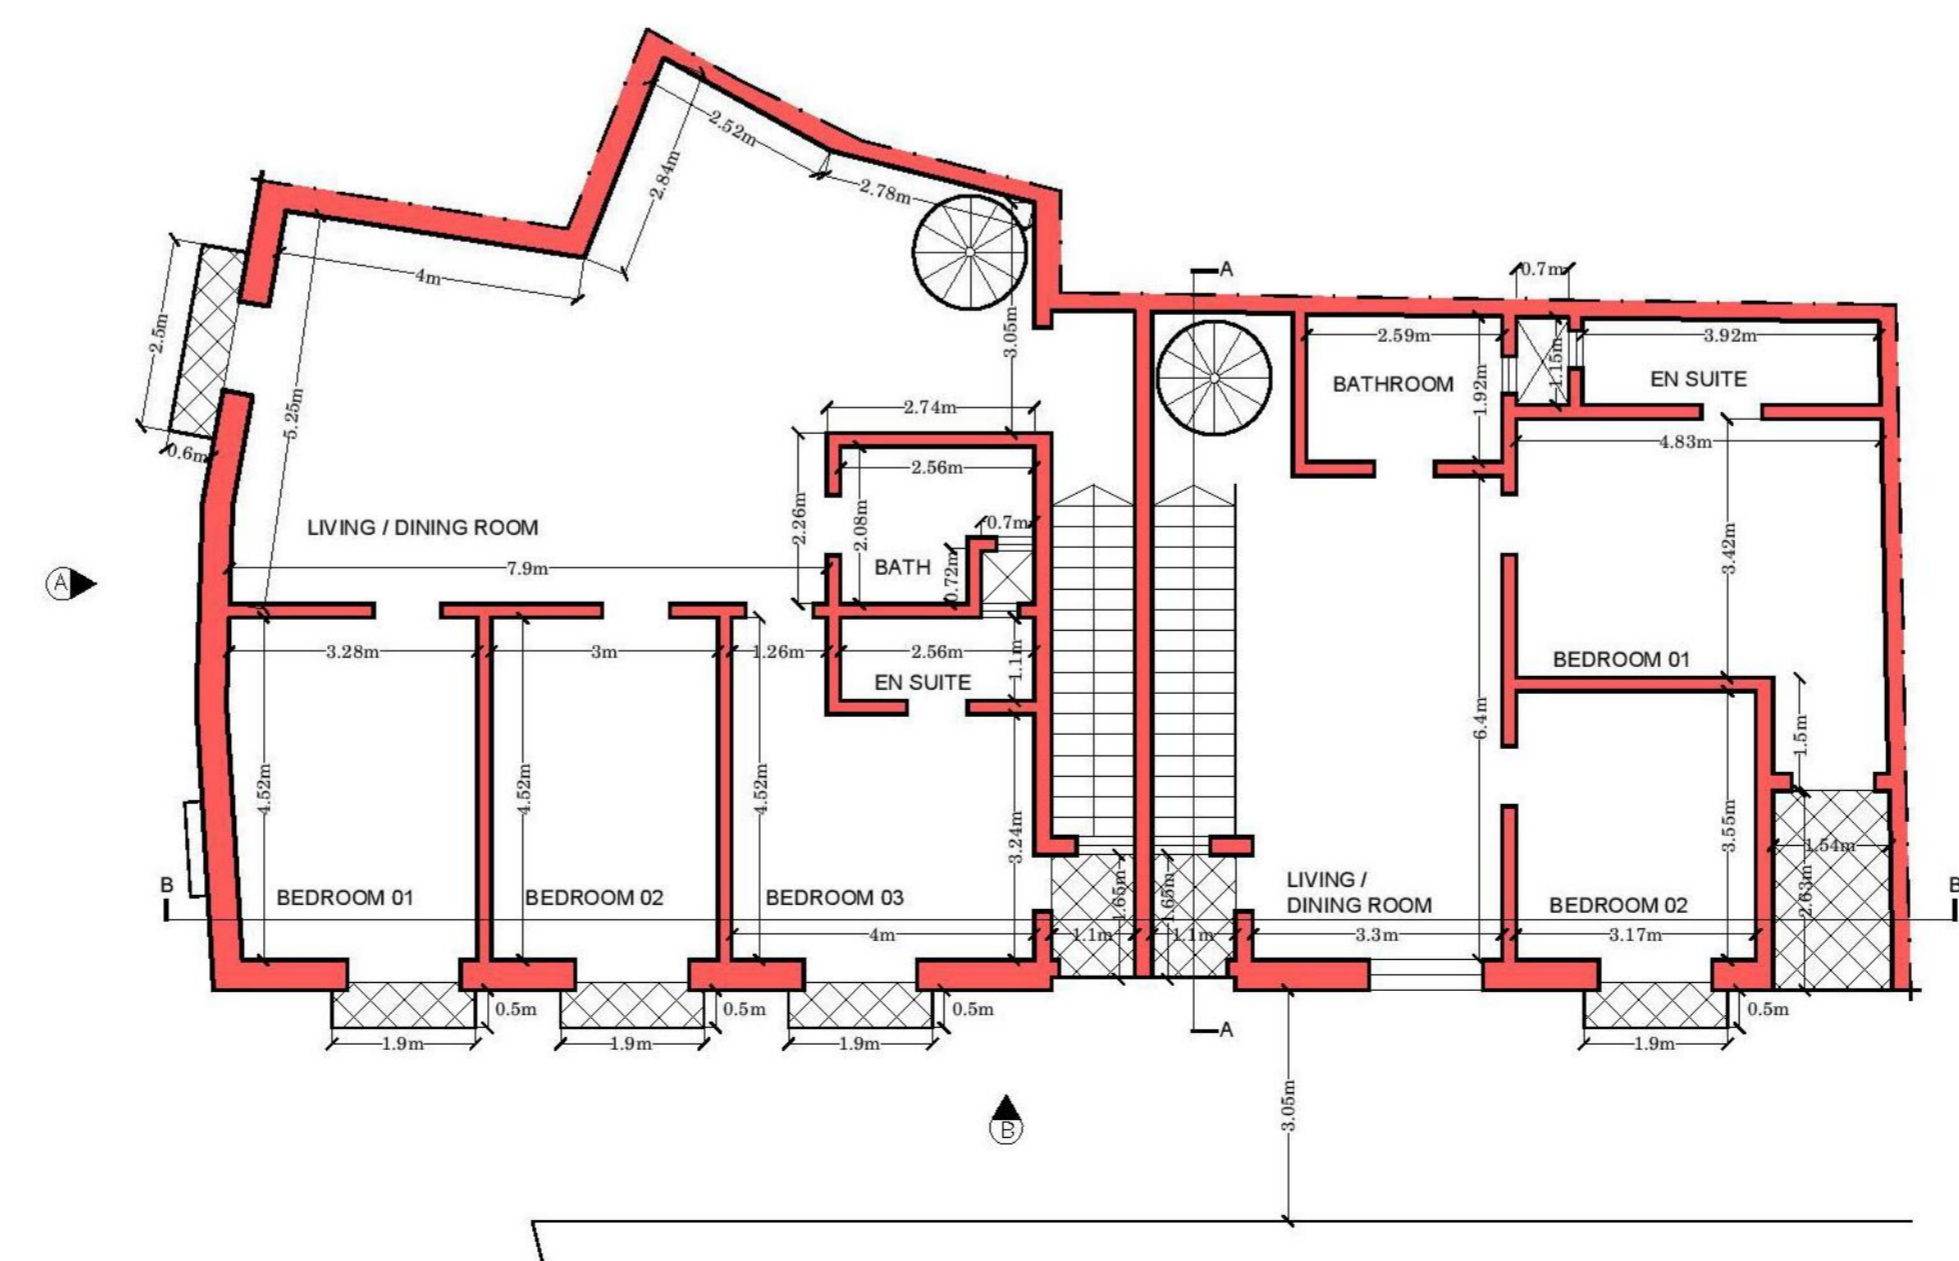 2.52m
2.84m
2.78m
4m
2.5m
0.6m
5.25m
3.05m
A
0.7m
2.59m
1.15m
3.92m
BATHROOM
1.92m
EN SUITE
2.74m
4.83m
2.56m
2.26m
2.08m
LIVING / DINING ROOM
0.7m
3.42m
A
7.9m
BATH
0.72m
3.28m
3m
1.26m
2.56m
1.1m
EN SUITE
BEDROOM 01
6.4m
1.5m
4.52m
4.52m
4.52m
3.24m
3.55m
1.54m
B
BEDROOM 01
BEDROOM 02
BEDROOM 03
1.65m
1.65m
LIVING /
DINING ROOM
BEDROOM 02
2.63m
B
4m
1.1m
1.1m
3.3m
3.17m
0.5m
0.5m
0.5m
0.5m
A
1.9m
1.9m
1.9m
1.9m
3.05m
B